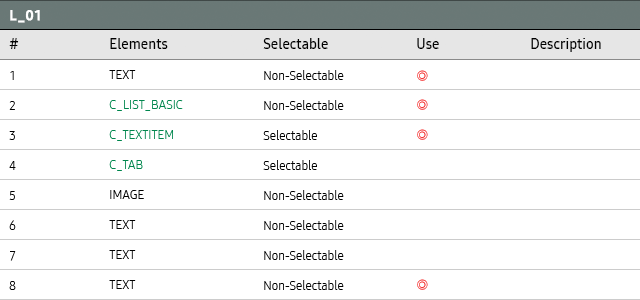 L_01
# Elements Selectable Use Description
1 TEXT Non-Selectable ◎
2 C_LIST_BASIC Non-Selectable ◎
3 C_TEXTITEM Selectable ◎
4 C_TAB Selectable
5 IMAGE Non-Selectable
6 TEXT Non-Selectable
7 TEXT Non-Selectable
8 TEXT Non-Selectable ◎